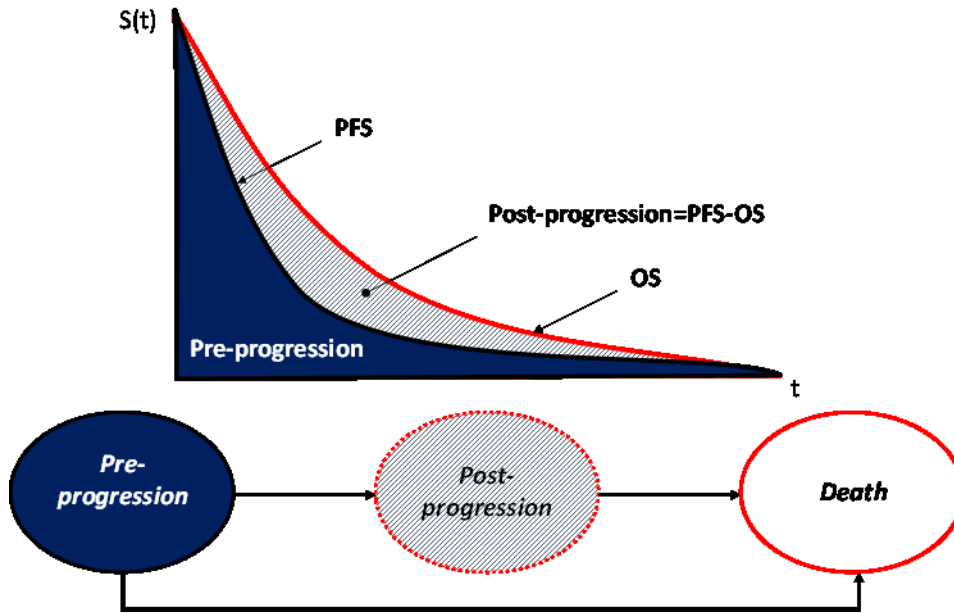 S(t)
PFS
Post-progression=PFS-OS
OS
Pre-progression
t
Pre-
progression
Post-
progression
Death